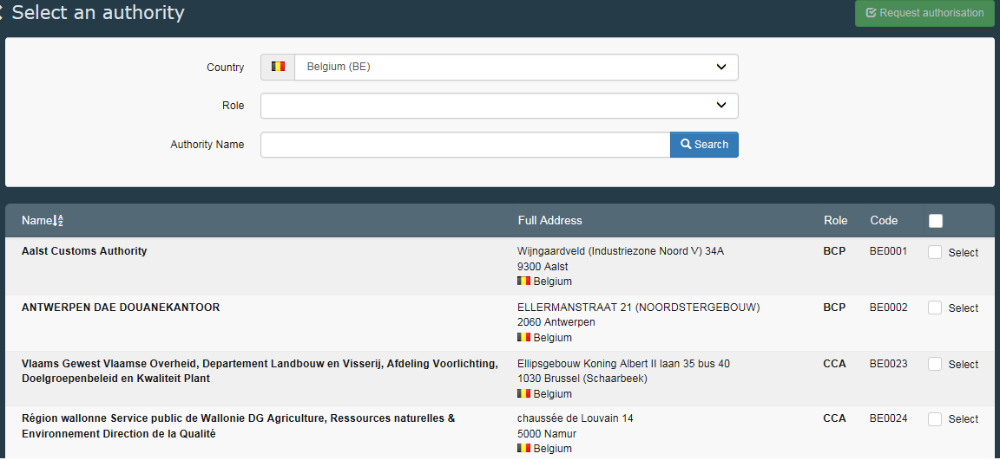 Select an authority
Request authorisation
Country
Belgium (BE)
Role
Authority Name
Search
Name
Full Address
Role
Code
Aalst Customs Authority
Wijngaardveld (Industriezone Noord V) 34A
9300 Aalst
Belgium
BCP
BE0001
Select
ANTWERPEN DAE DOUANEKANTOOR
ELLERMANSTRAAT 21 (NOORDSTERGEBOUW)
2060 Antwerpen
Belgium
BCP
BE0002
Select
Vlaams Gewest Vlaamse Overheid, Departement Landbouw en Visserij, Afdeling Voorlichting,
Doelgroepenbeleid en Kwaliteit Plant
Ellipsgebouw Koning Albert II laan 35 bus 40
1030 Brussel (Schaarbeek)
Belgium
CCA
BE0023
Select
Région wallonne Service public de Wallonie DG Agriculture, Ressources naturelles &
Environnement Direction de la Qualité
chaussée de Louvain 14
5000 Namur
Belgium
CCA
BE0024
Select